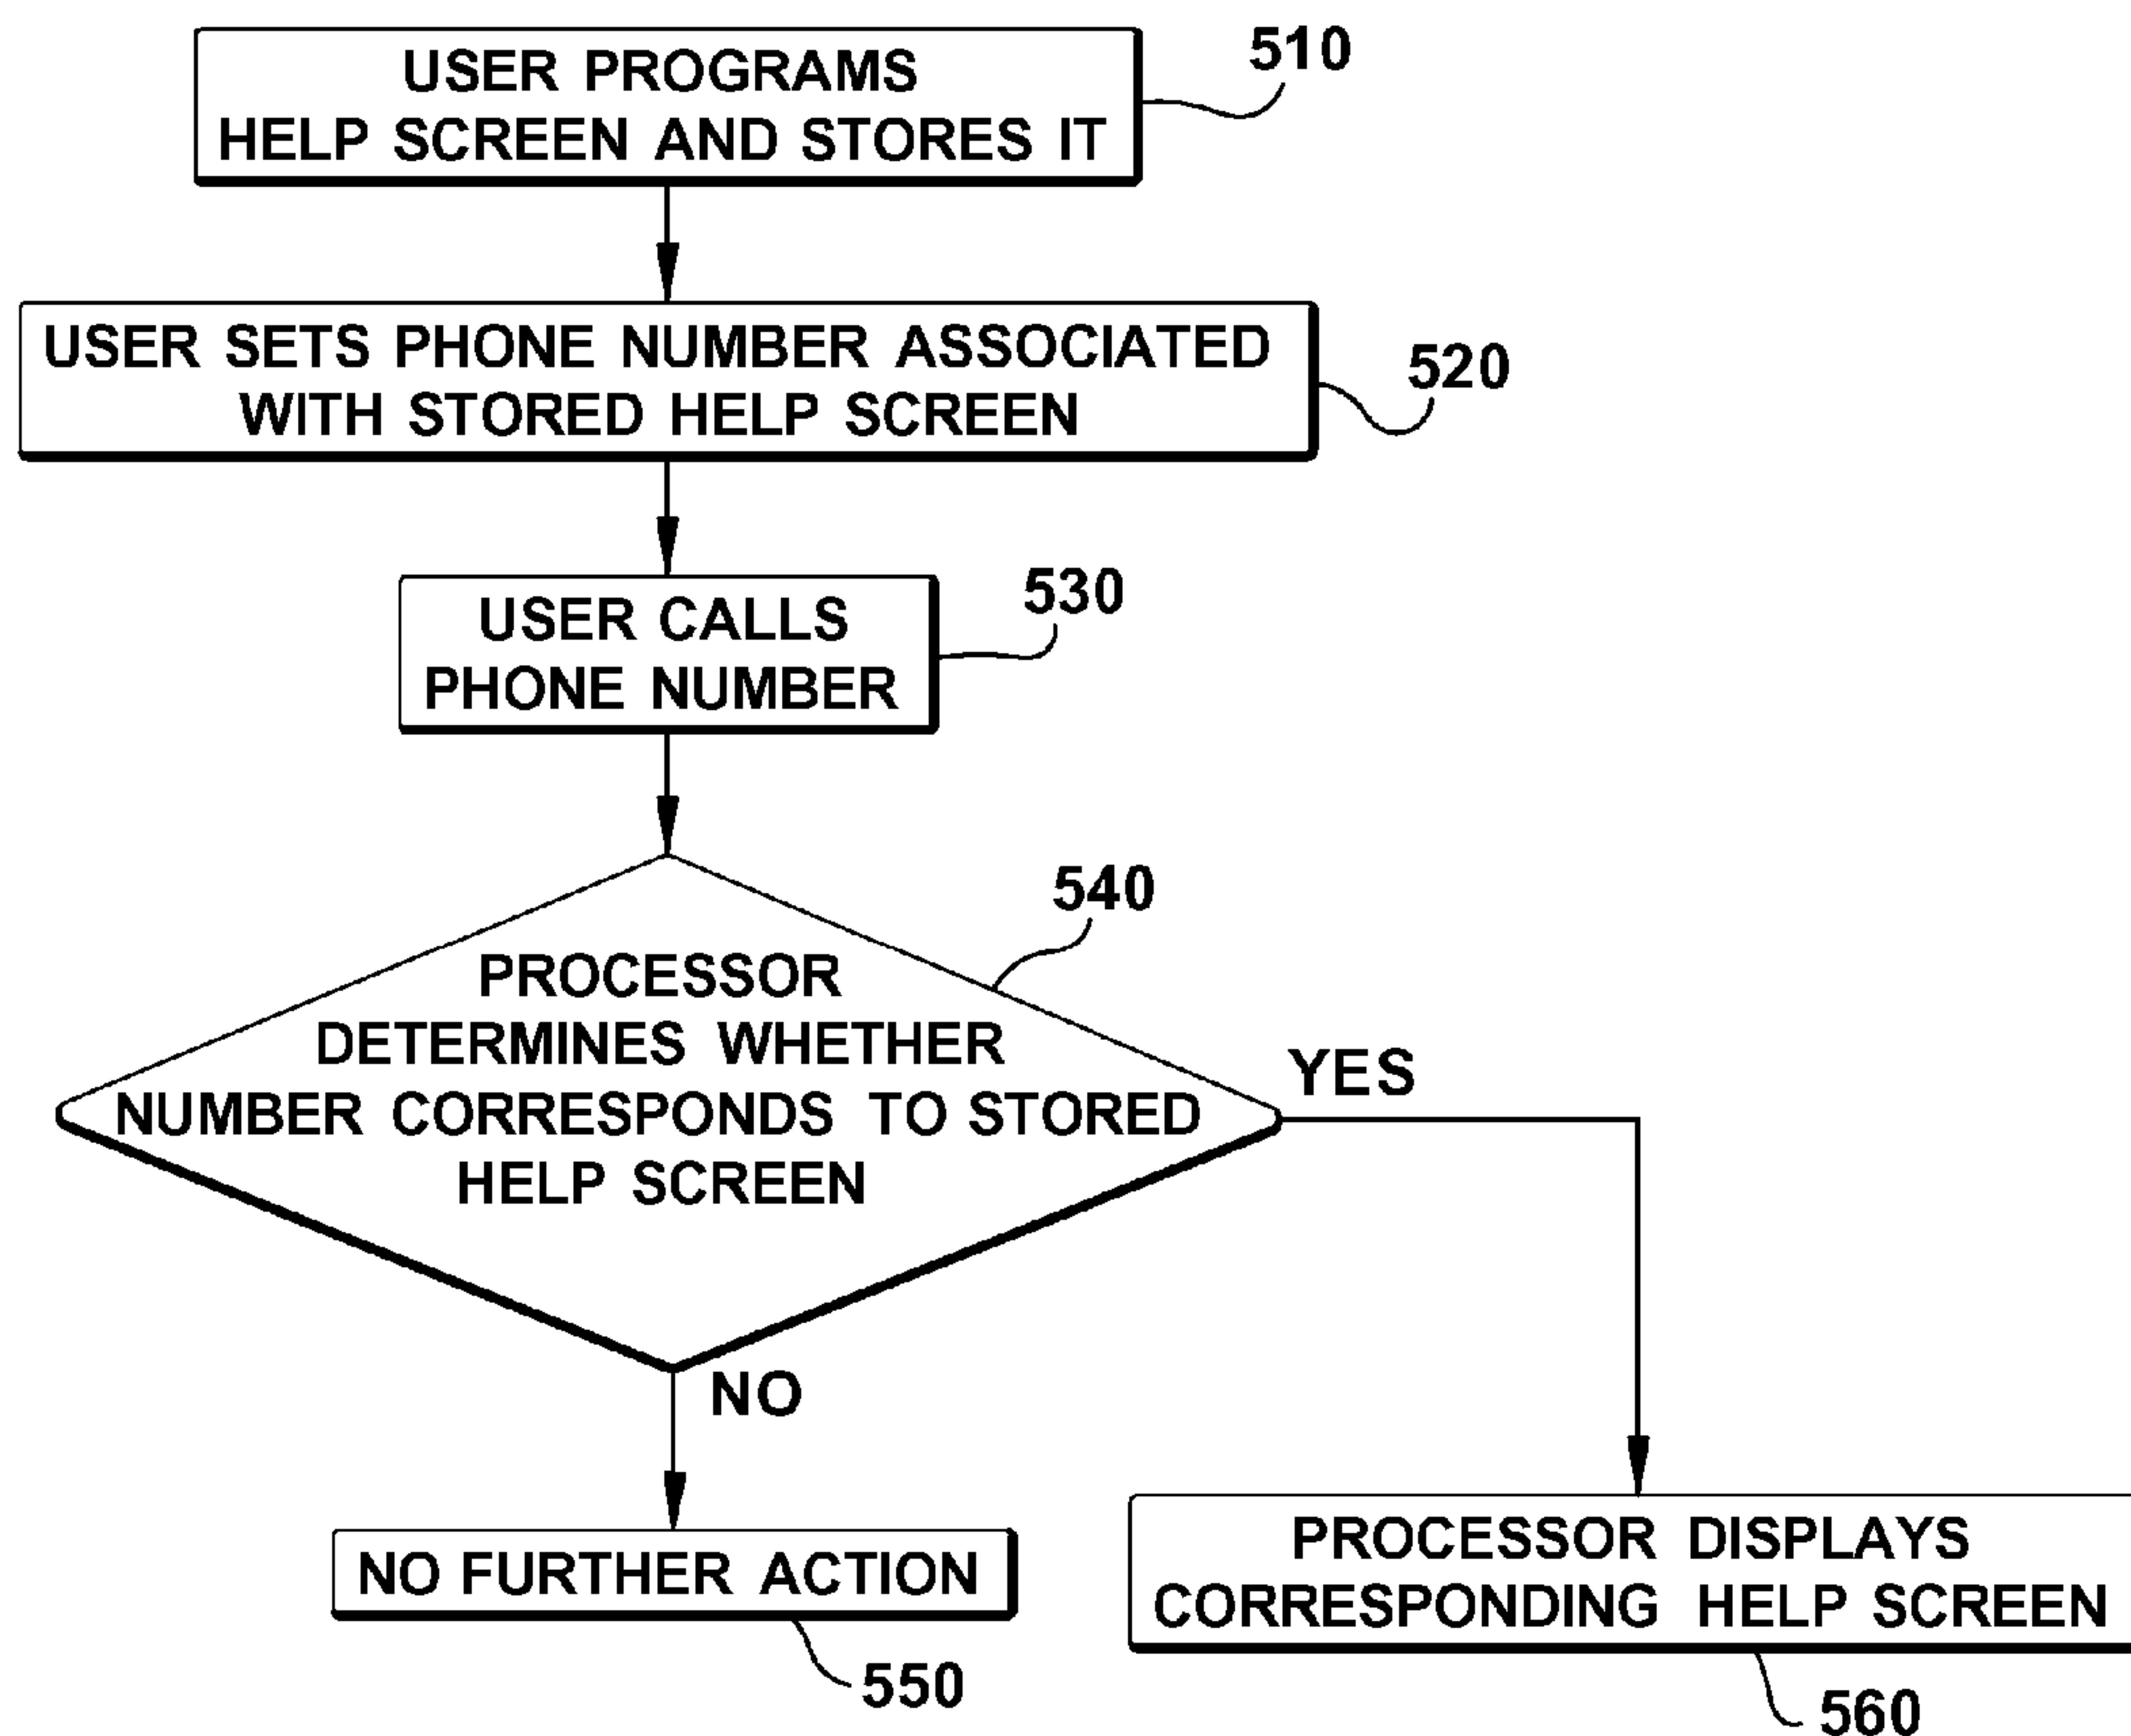 USER PROGRAMS
HELP SCREEN AND STORES IT
510
USER SETS PHONE NUMBER ASSOCIATED
WITH STORED HELP SCREEN
520
USER CALLS
PHONE NUMBER
530
540
PROCESSOR
DETERMINES WHETHER
NUMBER CORRESPONDS TO STORED
HELP SCREEN
YES
NO
NO FURTHER ACTION
550
PROCESSOR DISPLAYS
CORRESPONDING HELP SCREEN
560